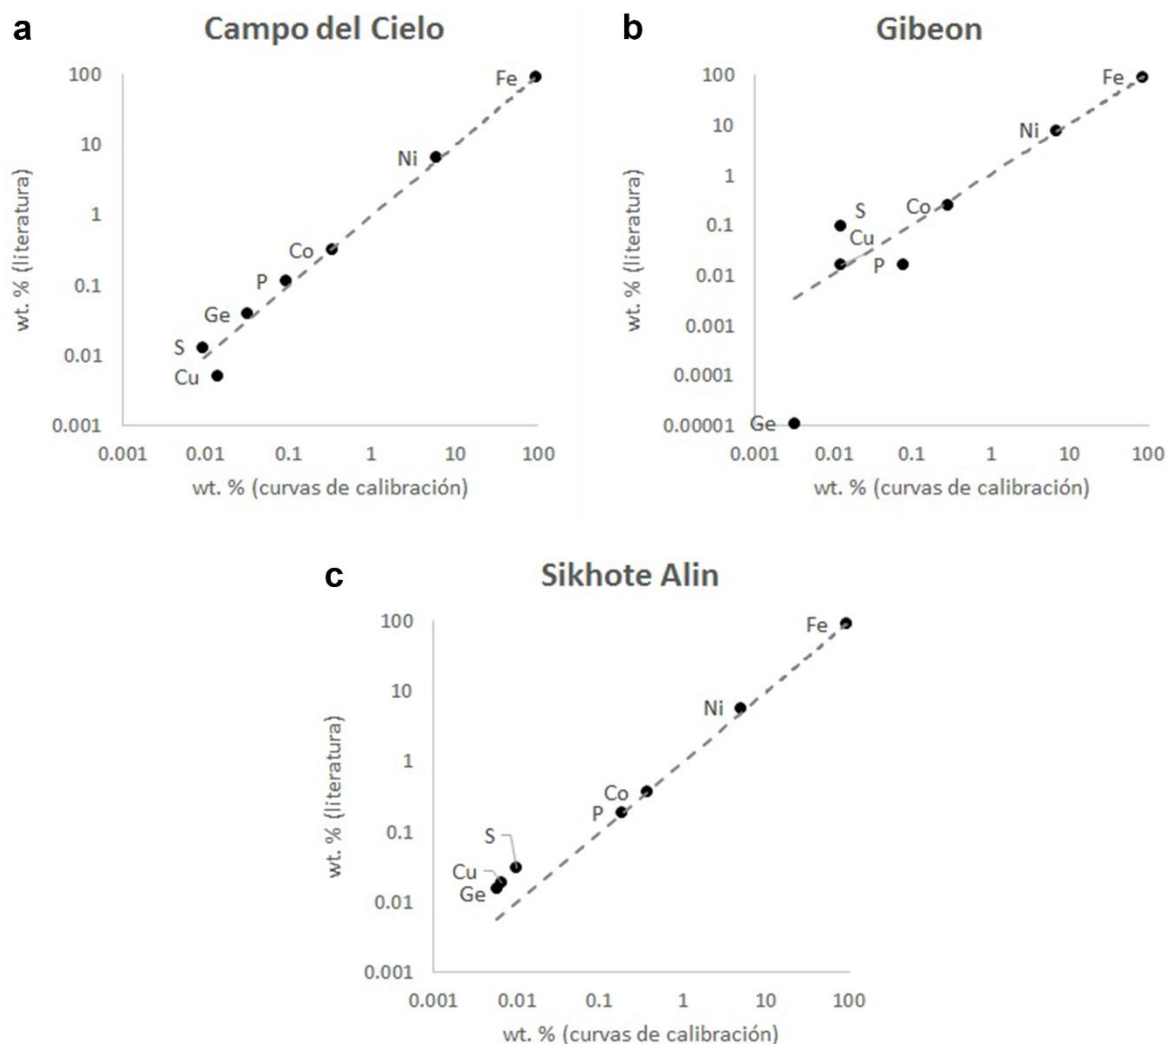 a
Campo del Cielo
100
10
1
0.1
0.01
0.001
wt. % (literatura)
Fe
Ni
Co
P
Ge
S
Cu
0.001 0.01 0.1 1 10 100
wt. % (curvas de calibración)
b
Gibeon
100
10
1
0.1
0.01
0.001
0.0001
0.00001
wt. % (literatura)
Fe
Ni
Co
S
Cu
P
Ge
0.001 0.01 0.1 1 10 100
wt. % (curvas de calibración)
c
Sikhote Alin
100
10
1
0.1
0.01
0.001
wt. % (literatura)
Fe
Ni
Co
P
S
Cu
Ge
0.001 0.01 0.1 1 10 100
wt. % (curvas de calibración)